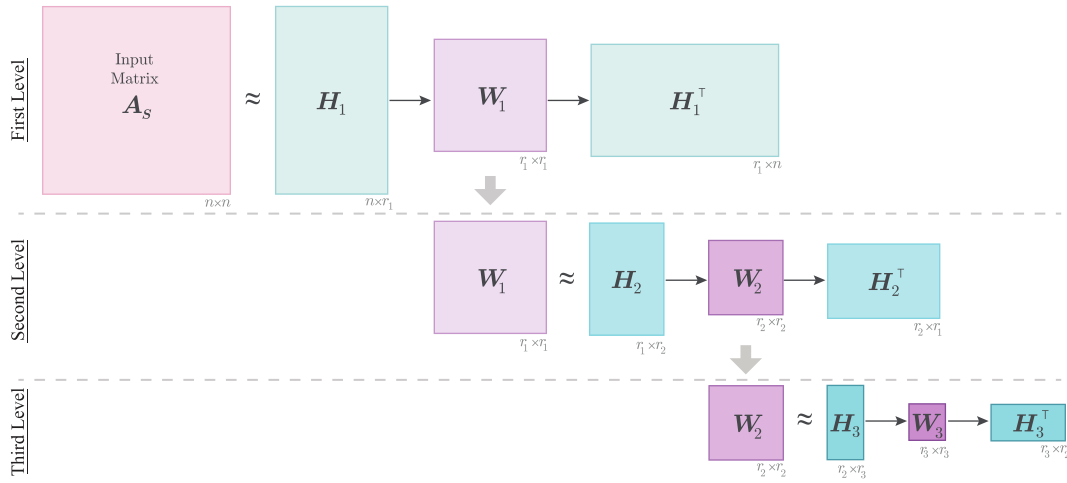 First Level
Input
Matrix
A_s
n×n
≈
H_1
n×r_1
W_1
r_1×r_1
H_1^⊤
r_1×n
Second Level
W_1
r_1×r_1
≈
H_2
r_1×r_2
W_2
r_2×r_2
H_2^⊤
r_2×r_1
Third Level
W_2
r_2×r_2
≈
H_3
r_2×r_3
W_3
r_3×r_3
H_3^⊤
r_3×r_2